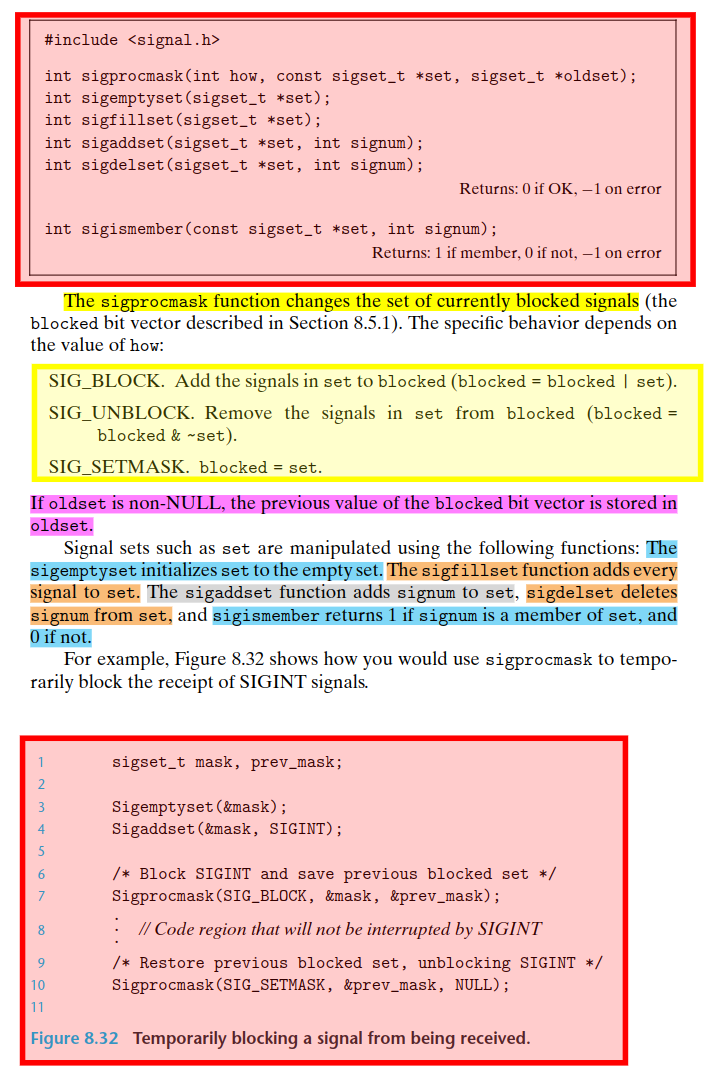 #include <signal.h>
int sigprocmask(int how, const sigset_t *set, sigset_t *oldset);
int sigemptyset(sigset_t *set);
int sigfillset(sigset_t *set);
int sigaddset(sigset_t *set, int signum);
int sigdelset(sigset_t *set, int signum);
Returns: 0 if OK, −1 on error
int sigismember(const sigset_t *set, int signum);
Returns: 1 if member, 0 if not, −1 on error
The sigprocmask function changes the set of currently blocked signals (the
blocked bit vector described in Section 8.5.1). The specific behavior depends on
the value of how:
SIG_BLOCK. Add the signals in set to blocked (blocked = blocked | set).
SIG_UNBLOCK. Remove the signals in set from blocked (blocked =
blocked & ~set).
SIG_SETMASK. blocked = set.
If oldset is non-NULL, the previous value of the blocked bit vector is stored in
oldset.
Signal sets such as set are manipulated using the following functions: The
sigemptyset initializes set to the empty set. The sigfillset function adds every
signal to set. The sigaddset function adds signum to set, sigdelset deletes
signum from set, and sigismember returns 1 if signum is a member of set, and
0 if not.
For example, Figure 8.32 shows how you would use sigprocmask to tempo-
rarily block the receipt of SIGINT signals.
1 sigset_t mask, prev_mask;
2
3 Sigemptyset(&mask);
4 Sigaddset(&mask, SIGINT);
5
6 /* Block SIGINT and save previous blocked set */
7 Sigprocmask(SIG_BLOCK, &mask, &prev_mask);
8 ⋮ // Code region that will not be interrupted by SIGINT
9 /* Restore previous blocked set, unblocking SIGINT */
10 Sigprocmask(SIG_SETMASK, &prev_mask, NULL);
11
Figure 8.32 Temporarily blocking a signal from being received.